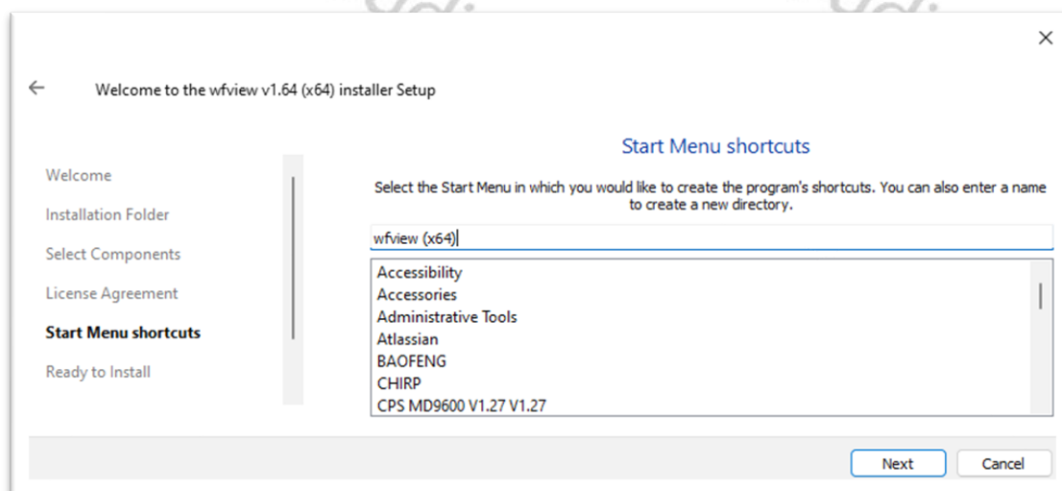 Welcome to the wfview v1.64 (x64) installer Setup
Welcome
Installation Folder
Select Components
License Agreement
Start Menu shortcuts
Ready to Install
Start Menu shortcuts
Select the Start Menu in which you would like to create the program's shortcuts. You can also enter a name
to create a new directory.
wfview (x64)
Accessibility
Accessories
Administrative Tools
Atlassian
BAOFENG
CHIRP
CPS MD9600 V1.27 V1.27
Next
Cancel